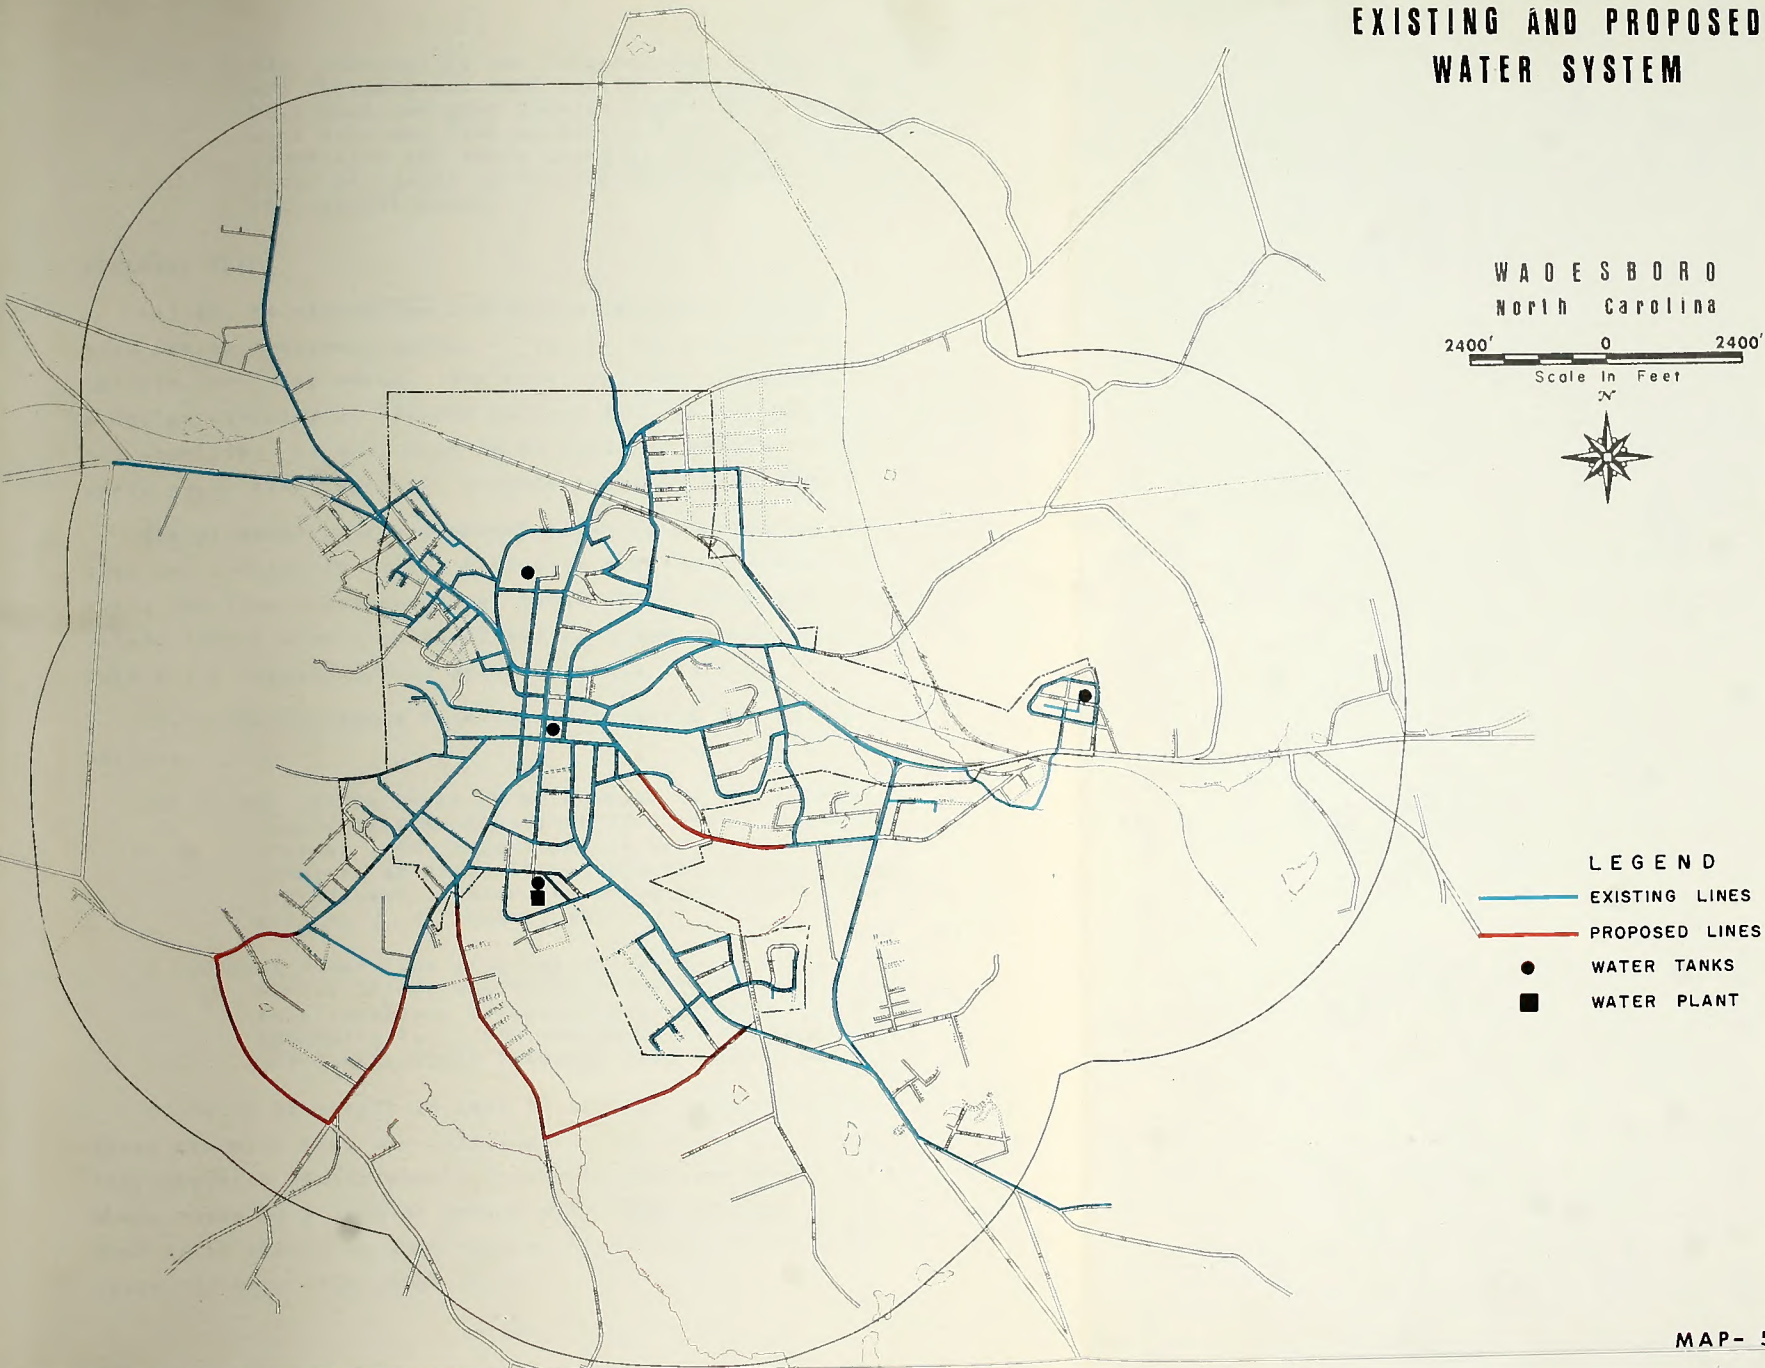 EXISTING AND PROPOSED
WATER SYSTEM
WADESBORO
North Carolina
2400' 0 2400'
Scale In Feet
N
LEGEND
EXISTING LINES
PROPOSED LINES
WATER TANKS
WATER PLANT
MAP- 5